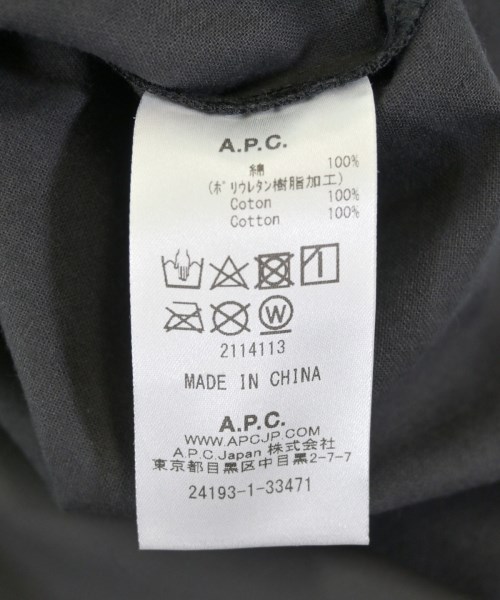 A.P.C.
綿 100%
(ポリウレタン樹脂加工)
Coton 100%
Cotton 100%
W
2114113
MADE IN CHINA
A.P.C.
WWW.APCJP.COM
A.P.C.Japan 株式会社
東京都目黒区中目黒2-7-7
24193-1-33471